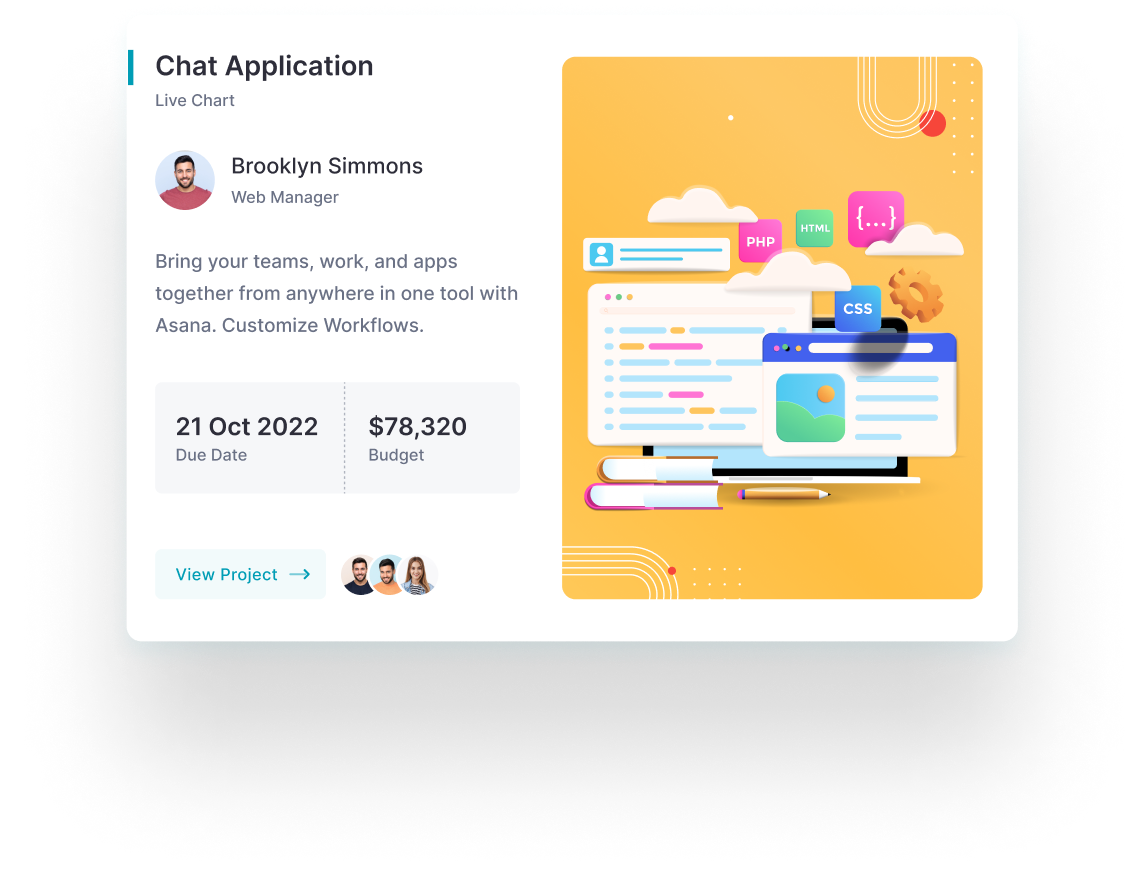 Chat Application
Live Chart
Brooklyn Simmons
Web Manager
Bring your teams, work, and apps
together from anywhere in one tool with
Asana. Customize Workflows.
21 Oct 2022
Due Date
$78,320
Budget
View Project
PHP
HTML
{...}
CSS